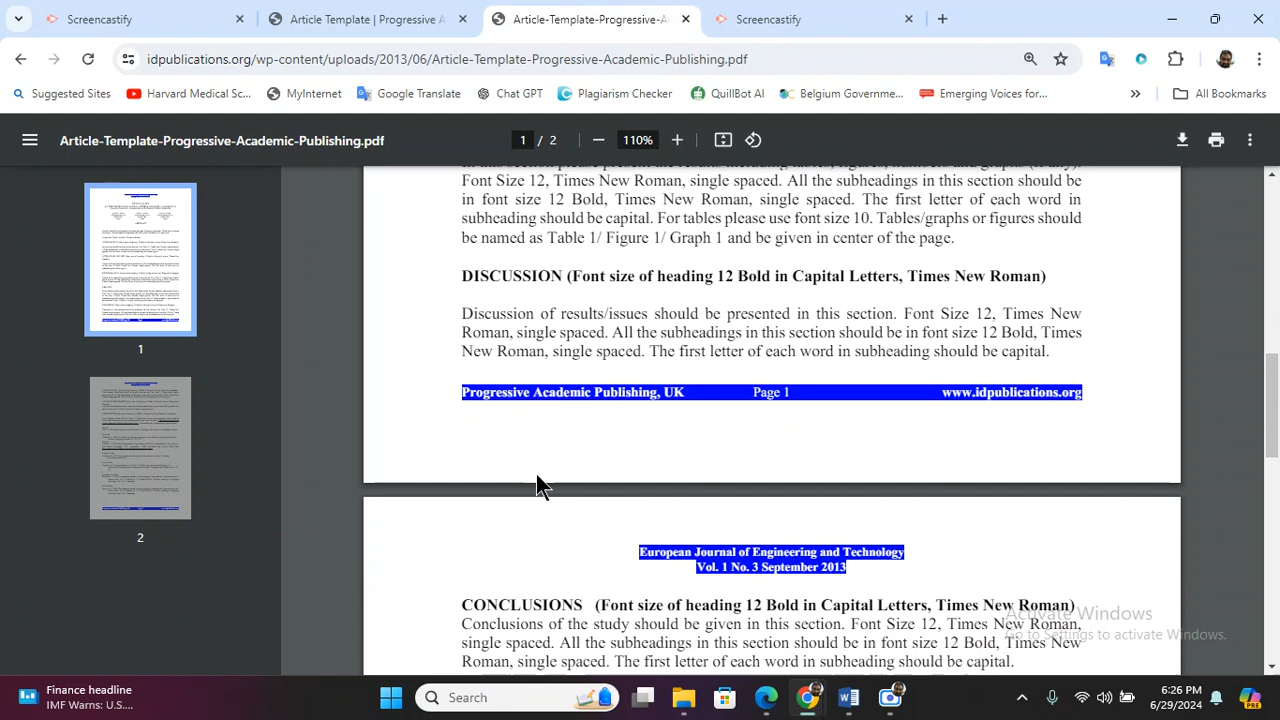 Screencastify
Article Template | Progressive A
Article-Template-Progressive-A
Screencastify
idpublications.org/wp-content/uploads/2013/06/Article-Template-Progressive-Academic-Publishing.pdf
Suggested Sites
Harvard Medical Sc...
MyInternet
Google Translate
Chat GPT
Plagiarism Checker
QuillBot AI
Belgium Governme...
Emerging Voices for...
All Bookmarks
Article-Template-Progressive-Academic-Publishing.pdf
1 / 2
110%
Font Size 12, Times New Roman, single spaced. All the subheadings in this section should be
in font size 12 Bold, Times New Roman, single spaced. The first letter of each word in
subheading should be capital. For tables please use font size 10. Tables/graphs or figures should
be named as Table 1/ Figure 1/ Graph 1 and be given in center of the page.
DISCUSSION (Font size of heading 12 Bold in Capital Letters, Times New Roman)
Discussion of results/issues should be presented in this section. Font Size 12, Times New
Roman, single spaced. All the subheadings in this section should be in font size 12 Bold, Times
New Roman, single spaced. The first letter of each word in subheading should be capital.
Progressive Academic Publishing, UK Page 1 www.idpublications.org
European Journal of Engineering and Technology
Vol. 1 No. 3 September 2013
CONCLUSIONS (Font size of heading 12 Bold in Capital Letters, Times New Roman)
Conclusions of the study should be given in this section. Font Size 12, Times New Roman,
single spaced. All the subheadings in this section should be in font size 12 Bold, Times New
Roman, single spaced. The first letter of each word in subheading should be capital.
1
2
Activate Windows
Go to Settings to activate Windows.
Finance headline
IMF Warns: U.S....
Search
6:26 PM
6/29/2024
PRE